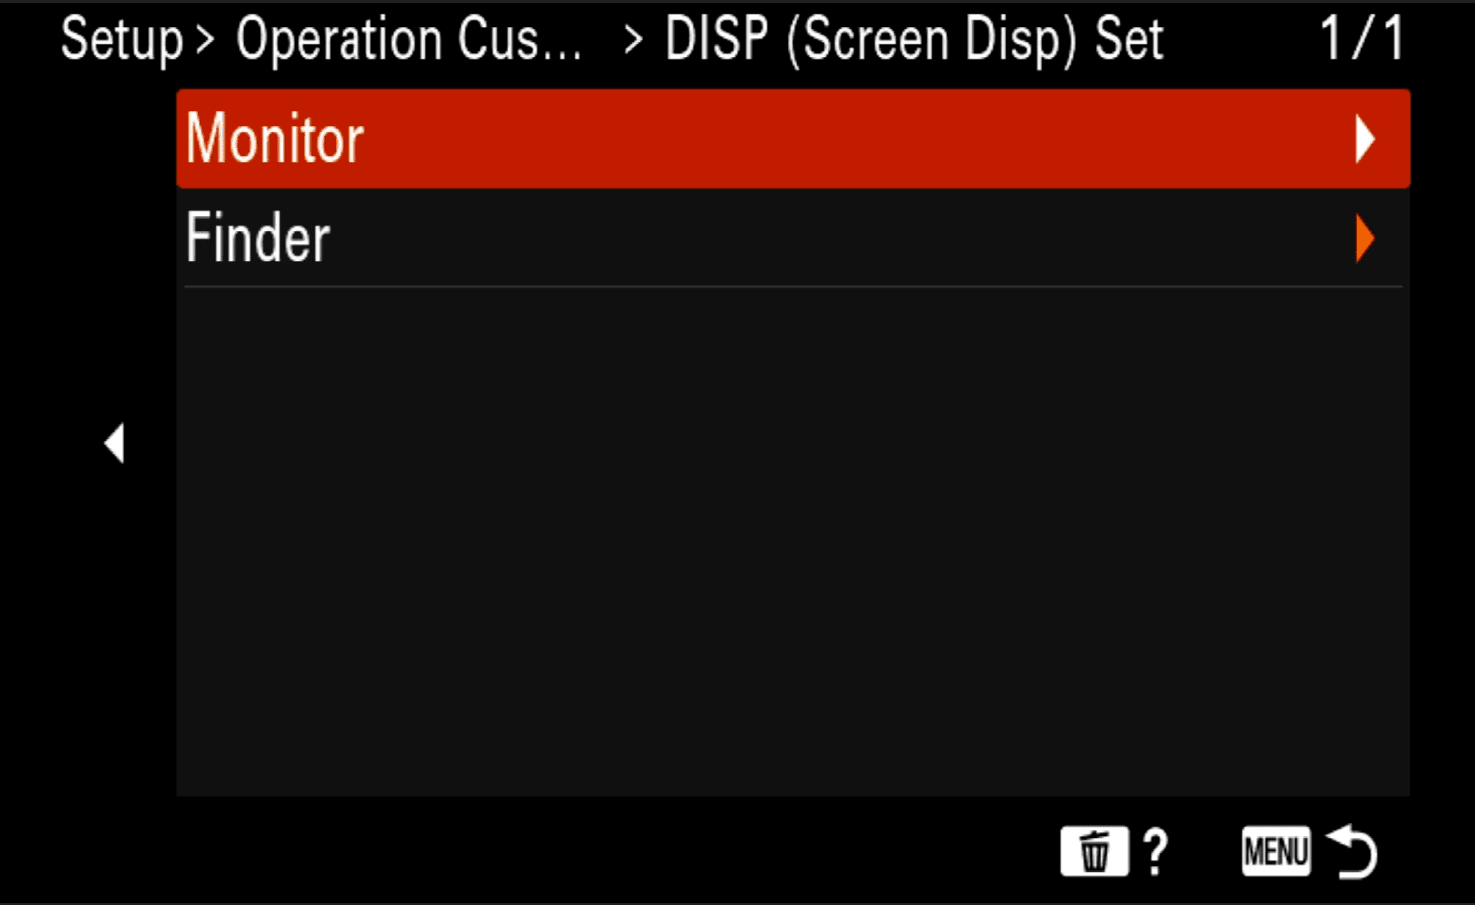 Setup> Operation Cus... > DISP (Screen Disp) Set 1/1
Monitor
Finder
? MENU